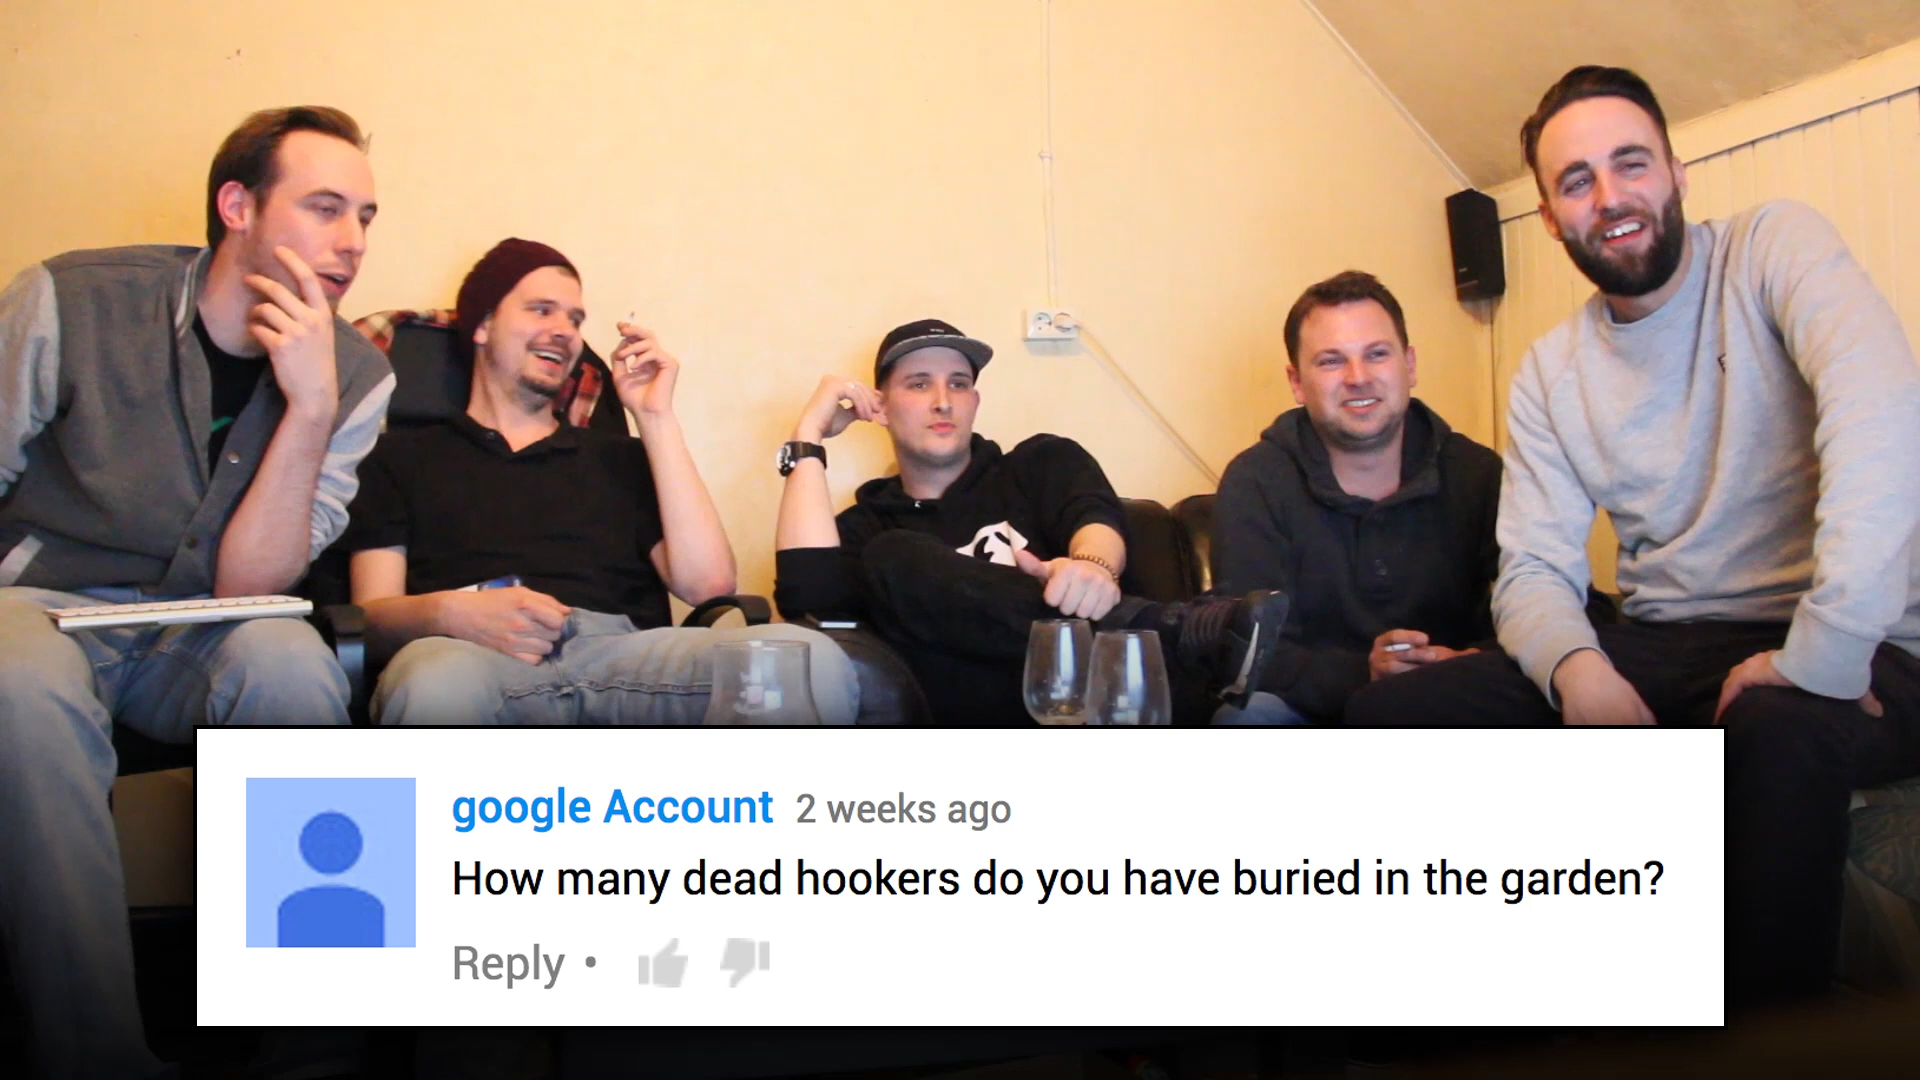 google Account 2 weeks ago
How many dead hookers do you have buried in the garden?
Reply •